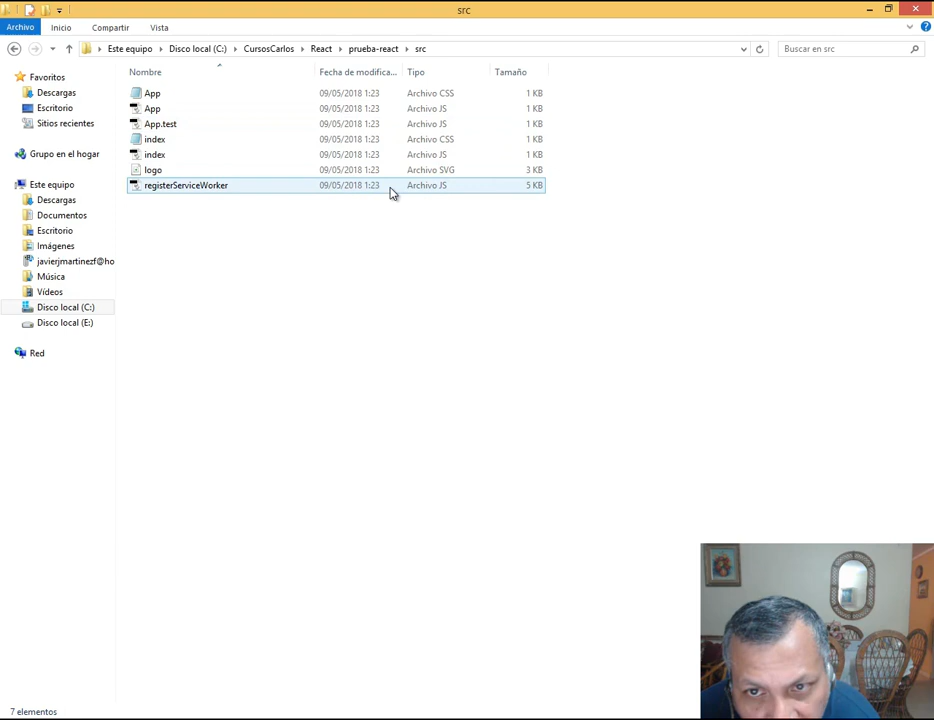 src
Archivo Inicio Compartir Vista
Este equipo Disco local (C:) CursosCarlos React prueba-react src Buscar en src
Nombre Fecha de modifica... Tipo Tamaño
App 09/05/2018 1:23 Archivo CSS 1 KB
App 09/05/2018 1:23 Archivo JS 1 KB
App.test 09/05/2018 1:23 Archivo JS 1 KB
index 09/05/2018 1:23 Archivo CSS 1 KB
index 09/05/2018 1:23 Archivo JS 1 KB
logo 09/05/2018 1:23 Archivo SVG 3 KB
registerServiceWorker 09/05/2018 1:23 Archivo JS 5 KB
Favoritos
Descargas
Escritorio
Sitios recientes
Grupo en el hogar
Este equipo
Descargas
Documentos
Escritorio
Imágenes
javierjmartinezf@ho
Música
Vídeos
Disco local (C:)
Disco local (E:)
Red
7 elementos